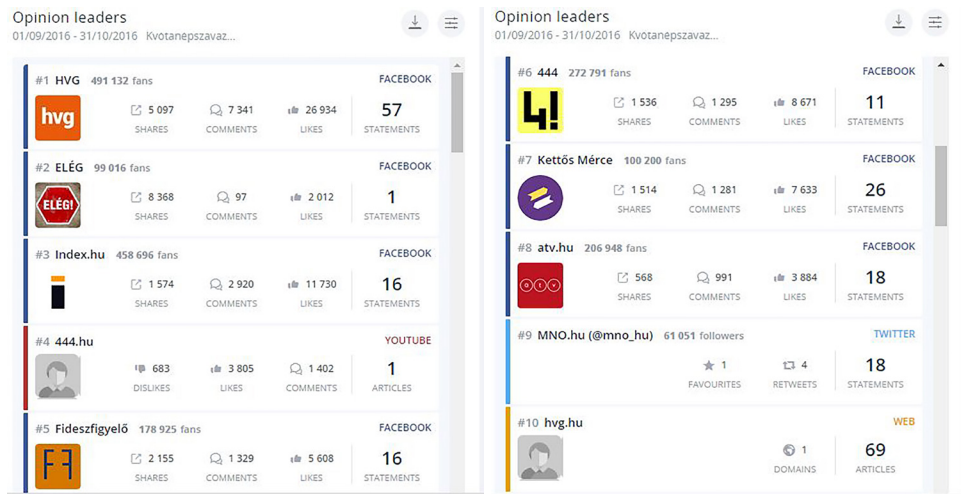 Opinion leaders
01/09/2016 - 31/10/2016 Kvótanépszavaz...
#1 HVG 491 132 fans FACEBOOK
hvg
5 097 7 341 26 934 57
SHARES COMMENTS LIKES STATEMENTS
#2 ELÉG 99 016 fans FACEBOOK
ELÉG!
8 368 97 2 012 1
SHARES COMMENTS LIKES STATEMENTS
#3 Index.hu 458 696 fans FACEBOOK
1 574 2 920 11 730 16
SHARES COMMENTS LIKES STATEMENTS
#4 444.hu YOUTUBE
683 3 805 1 402 1
DISLIKES LIKES COMMENTS ARTICLES
#5 Fideszfigyelő 178 925 fans FACEBOOK
FF
2 155 1 329 5 608 16
SHARES COMMENTS LIKES STATEMENTS
Opinion leaders
01/09/2016 - 31/10/2016 Kvótanépszavaz...
#6 444 272 791 fans FACEBOOK
4!
1 536 1 295 8 671 11
SHARES COMMENTS LIKES STATEMENTS
#7 Kettős Mérce 100 200 fans FACEBOOK
1 514 1 281 7 633 26
SHARES COMMENTS LIKES STATEMENTS
#8 atv.hu 206 948 fans FACEBOOK
atv
568 991 3 884 18
SHARES COMMENTS LIKES STATEMENTS
#9 MNO.hu (@mno_hu) 61 051 followers TWITTER
1 4 18
FAVOURITES RETWEETS STATEMENTS
#10 hvg.hu WEB
1 69
DOMAINS ARTICLES